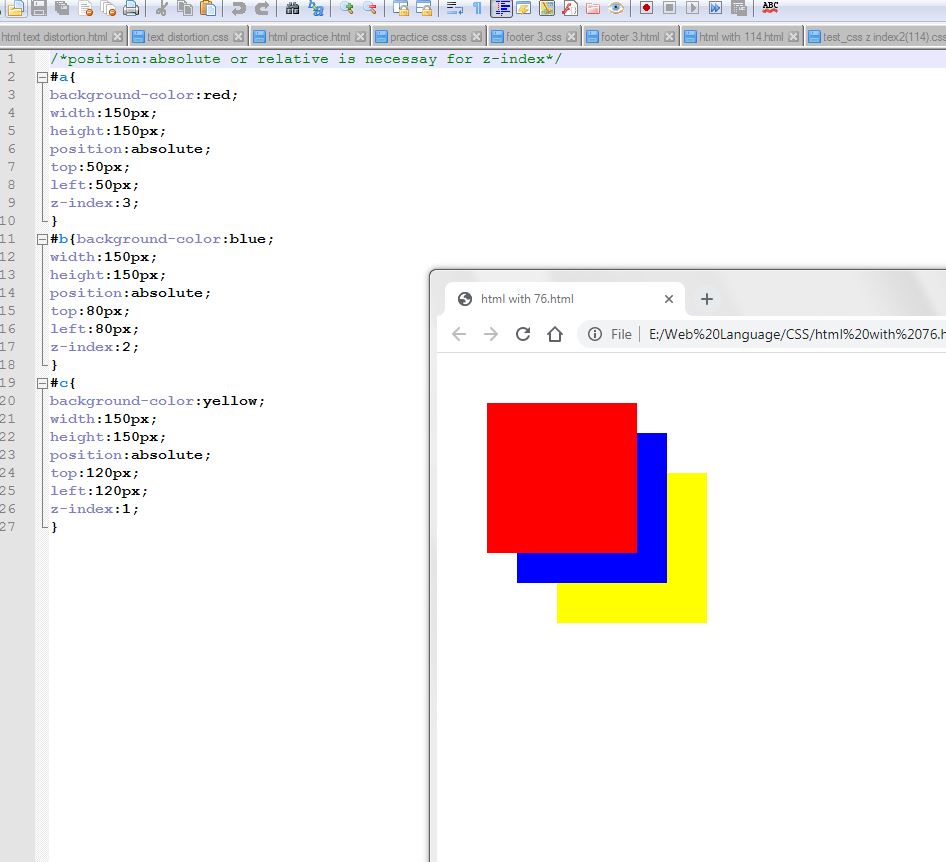 ABC
html text distortion.html text distortion.css html practice.html practice css.css footer 3.css footer 3.html html with 114.html test_css z index2(114).css
1 /*position:absolute or relative is necessay for z-index*/
2 #a{
3 background-color:red;
4 width:150px;
5 height:150px;
6 position:absolute;
7 top:50px;
8 left:50px;
9 z-index:3;
10 }
11 #b{background-color:blue;
12 width:150px;
13 height:150px;
14 position:absolute;
15 top:80px;
16 left:80px;
17 z-index:2;
18 }
19 #c{
20 background-color:yellow;
21 width:150px;
22 height:150px;
23 position:absolute;
24 top:120px;
25 left:120px;
26 z-index:1;
27 }
html with 76.html
File E:/Web%20Language/CSS/html%20with%2076.h